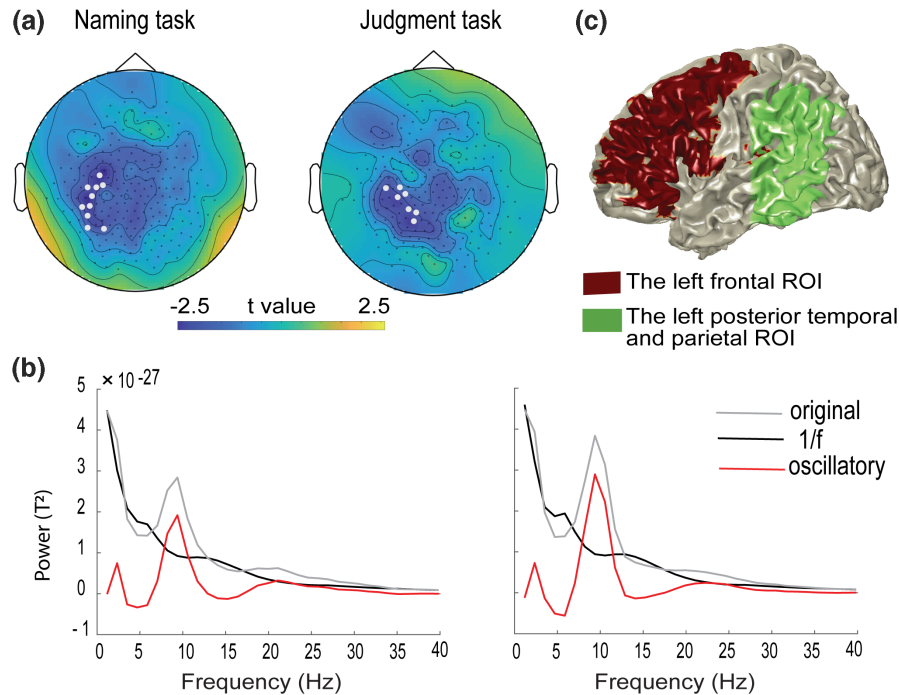 (a) Naming task Judgment task (c)
-2.5 t value 2.5
The left frontal ROI
The left posterior temporal
and parietal ROI
(b)
× 10 -27
5
4
3
2
1
0
- 1
Power (T²)
0 5 10 15 20 25 30 35 40
Frequency (Hz)
original
1/f
oscillatory
0 5 10 15 20 25 30 35 40
Frequency (Hz)